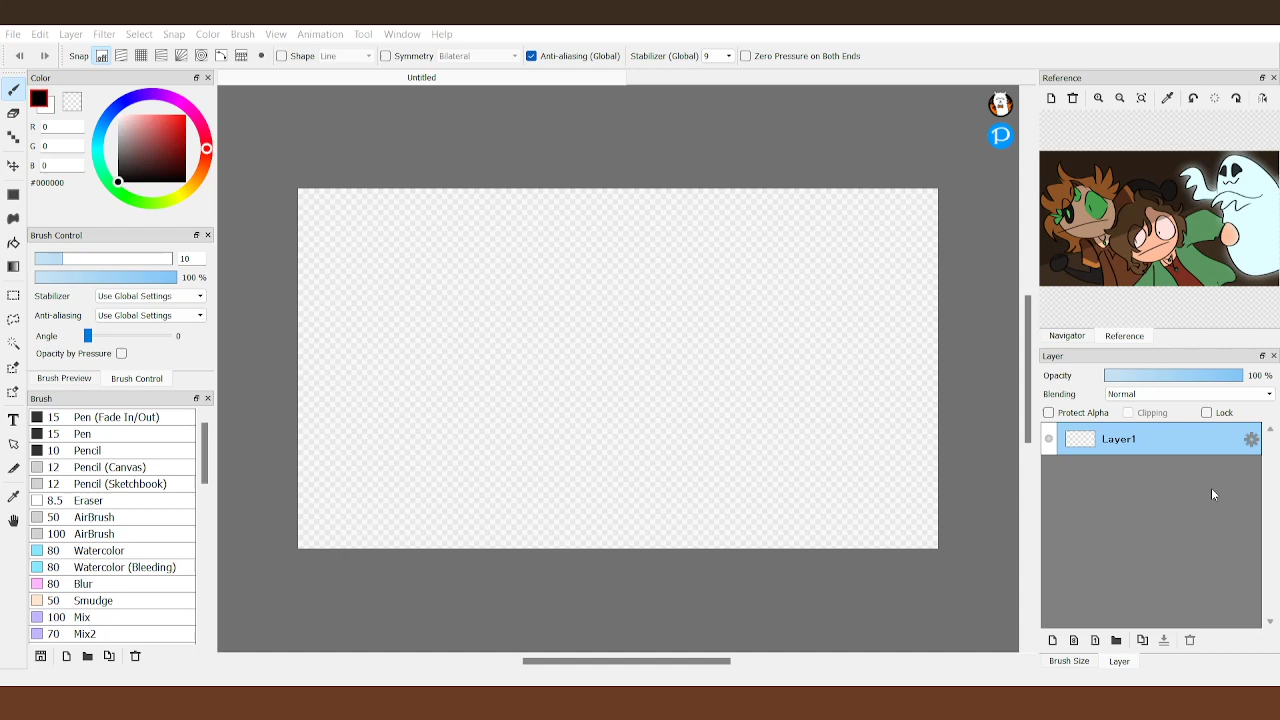 File Edit Layer Filter Select Snap Color Brush View Animation Tool Window Help
Snap Shape Line Symmetry Bilateral Anti-aliasing (Global) Stabilizer (Global) 9 Zero Pressure on Both Ends
Color
Untitled
Reference
R 0
G 0
B 0
#000000
Brush Control
10
100 %
Stabilizer Use Global Settings
Anti-aliasing Use Global Settings
Angle 0
Opacity by Pressure
Brush Preview Brush Control
Brush
15 Pen (Fade In/Out)
15 Pen
10 Pencil
12 Pencil (Canvas)
12 Pencil (Sketchbook)
8.5 Eraser
50 AirBrush
100 AirBrush
80 Watercolor
80 Watercolor (Bleeding)
80 Blur
50 Smudge
100 Mix
70 Mix2
Navigator Reference
Layer
Opacity 100 %
Blending Normal
Protect Alpha Clipping Lock
Layer1
Brush Size Layer